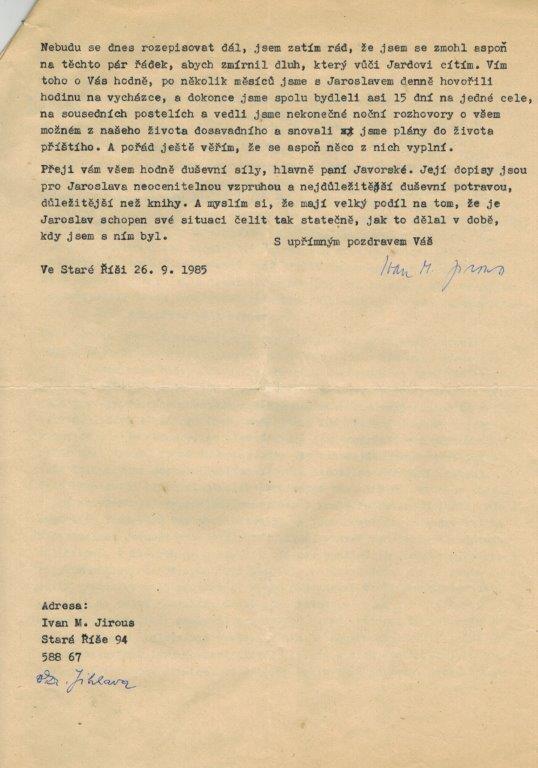 Nebudu se dnes rozepisovat dál, jsem zatím rád, že jsem se zmohl aspoň
na těchto pár řádek, abych zmírnil dluh, který vůči Jardovi cítím. Vím
toho o Vás hodně, po několik měsíců jsme s Jaroslavem denně hovořili
hodinu na vycházce, a dokonce jsme spolu bydleli asi 15 dní na jedné cele,
na sousedních postelích a vedli jsme nekonečné noční rozhovory o všem
možném z našeho života dosavadního a snovali jsme plány do života
příštího. A pořád ještě věřím, že se aspoň něco z nich vyplní.
Přeji vám všem hodně duševní síly, hlavně paní Javorské. Její dopisy jsou
pro Jaroslava neocenitelnou vzpruhou a nejdůležitější duševní potravou,
důležitější než knihy. A myslím si, že mají velký podíl na tom, že je
Jaroslav schopen své situaci čelit tak statečně, jak to dělal v době,
kdy jsem s ním byl.
S upřímným pozdravem Váš
Ve Staré Říši 26. 9. 1985
Ivan M. Jirous
Adresa:
Ivan M. Jirous
Stará Říše 94
588 67
Jihlava